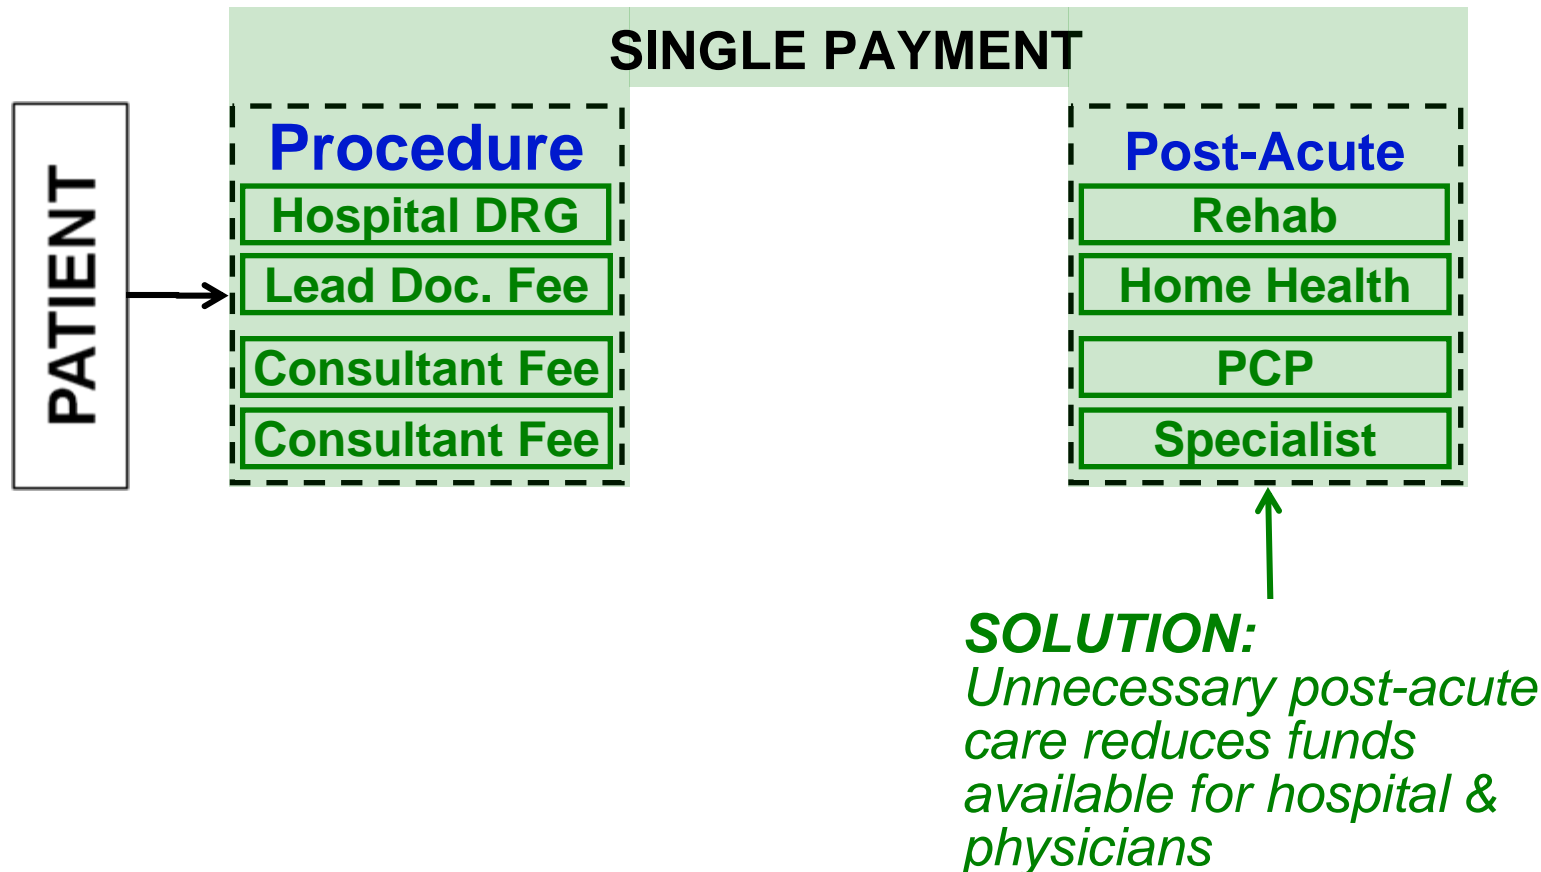 SINGLE PAYMENT
PATIENT
Procedure
Hospital DRG
Lead Doc. Fee
Consultant Fee
Consultant Fee
Post-Acute
Rehab
Home Health
PCP
Specialist
SOLUTION:
Unnecessary post-acute
care reduces funds
available for hospital &
physicians